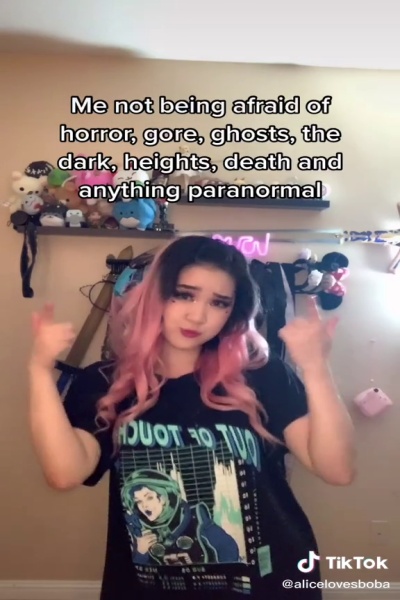 Me not being afraid of
horror, gore, ghosts, the
dark, heights, death and
anything paranormal
OUT OF TOUCH
TikTok
@alicelovesboba